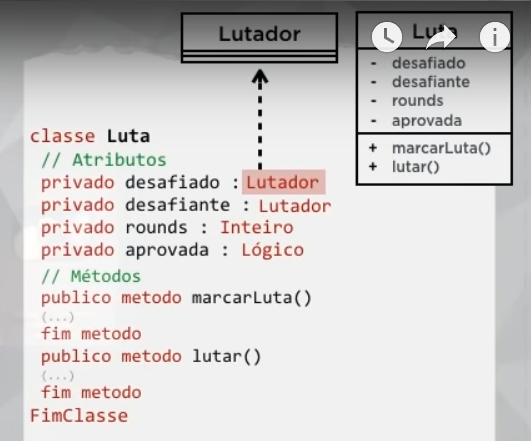 Lutador
Luta
- desafiado
- desafiante
- rounds
- aprovada
+ marcarLuta()
+ lutar()
classe Luta
// Atributos
privado desafiado : Lutador
privado desafiante : Lutador
privado rounds : Inteiro
privado aprovada : Lógico
// Métodos
publico metodo marcarLuta()
(...)
fim metodo
publico metodo lutar()
(...)
fim metodo
FimClasse